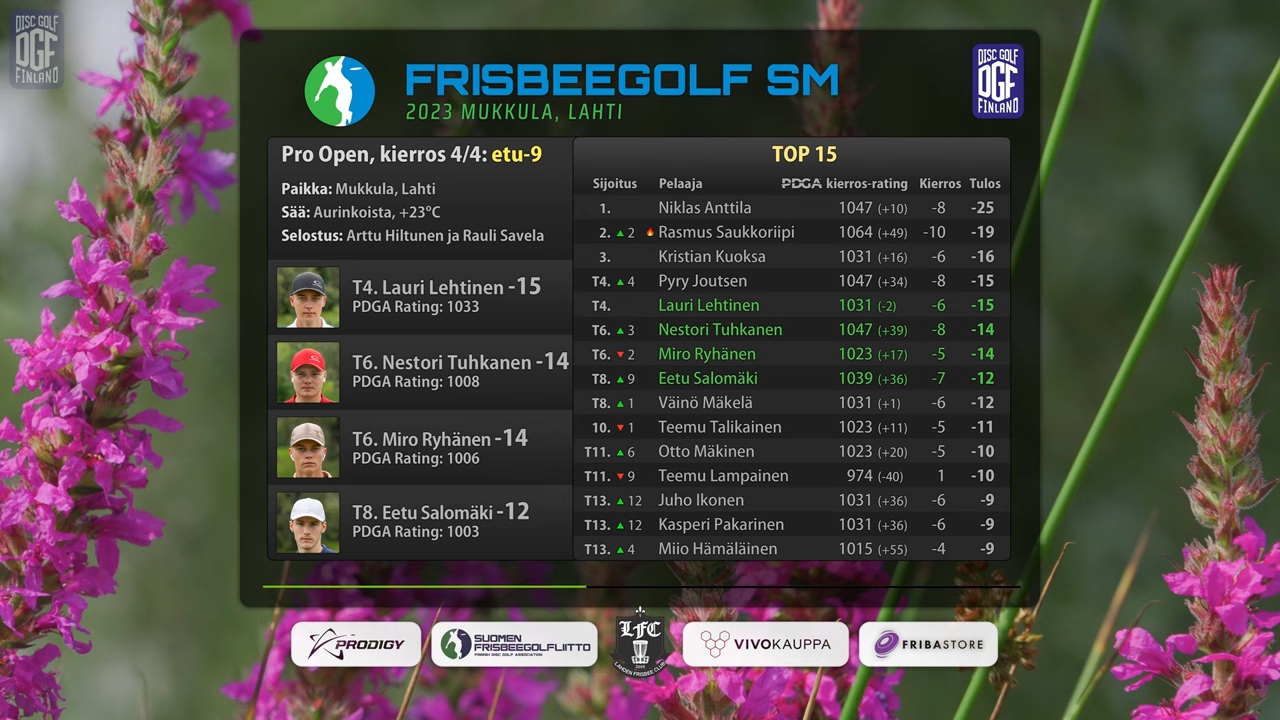 DISC GOLF
DGF
FINLAND
FRISBEEGOLF SM
2023 MUKKULA, LAHTI
DISC GOLF
DGF
FINLAND
Pro Open, kierros 4/4: etu-9
Paikka: Mukkula, Lahti
Sää: Aurinkoista, +23°C
Selostus: Arttu Hiltunen ja Rauli Savela
T4. Lauri Lehtinen -15
PDGA Rating: 1033
T6. Nestori Tuhkanen -14
PDGA Rating: 1008
T6. Miro Ryhänen -14
PDGA Rating: 1006
T8. Eetu Salomäki -12
PDGA Rating: 1003
TOP 15
Sijoitus Pelaaja PDGA kierros-rating Kierros Tulos
1. Niklas Anttila 1047 (+10) -8 -25
2. ▲ 2 Rasmus Saukkoriipi 1064 (+49) -10 -19
3. Kristian Kuoksa 1031 (+16) -6 -16
T4. ▲ 4 Pyry Joutsen 1047 (+34) -8 -15
T4. Lauri Lehtinen 1031 (-2) -6 -15
T6. ▲ 3 Nestori Tuhkanen 1047 (+39) -8 -14
T6. ▼ 2 Miro Ryhänen 1023 (+17) -5 -14
T8. ▲ 9 Eetu Salomäki 1039 (+36) -7 -12
T8. ▲ 1 Väinö Mäkelä 1031 (+1) -6 -12
10. ▼ 1 Teemu Talikainen 1023 (+11) -5 -11
T11. ▲ 6 Otto Mäkinen 1023 (+20) -5 -10
T11. ▼ 9 Teemu Lampainen 974 (-40) 1 -10
T13. ▲ 12 Juho Ikonen 1031 (+36) -6 -9
T13. ▲ 12 Kasperi Pakarinen 1031 (+36) -6 -9
T13. ▲ 4 Miio Hämäläinen 1015 (+55) -4 -9
PRODIGY
SUOMEN
FRISBEEGOLFLIITTO
FINNISH DISC GOLF ASSOCIATION
LFC
2005
LAHDEN FRISBEE CLUB
VIVOKAUPPA
FRIBASTORE